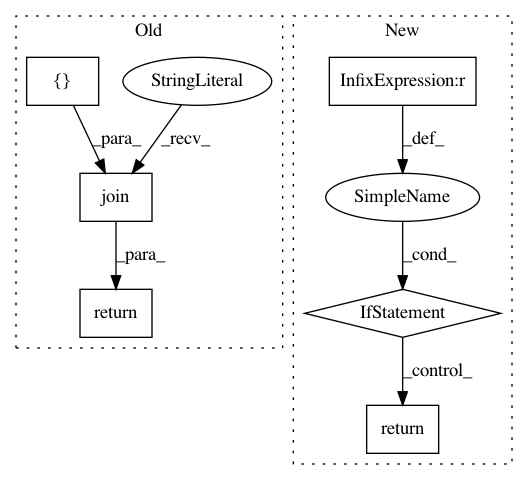 Old
{}
StringLiteral
_para_
_recv_
join
_para_
return
New
InfixExpression:r
_def_
SimpleName
_cond_
IfStatement
_control_
return